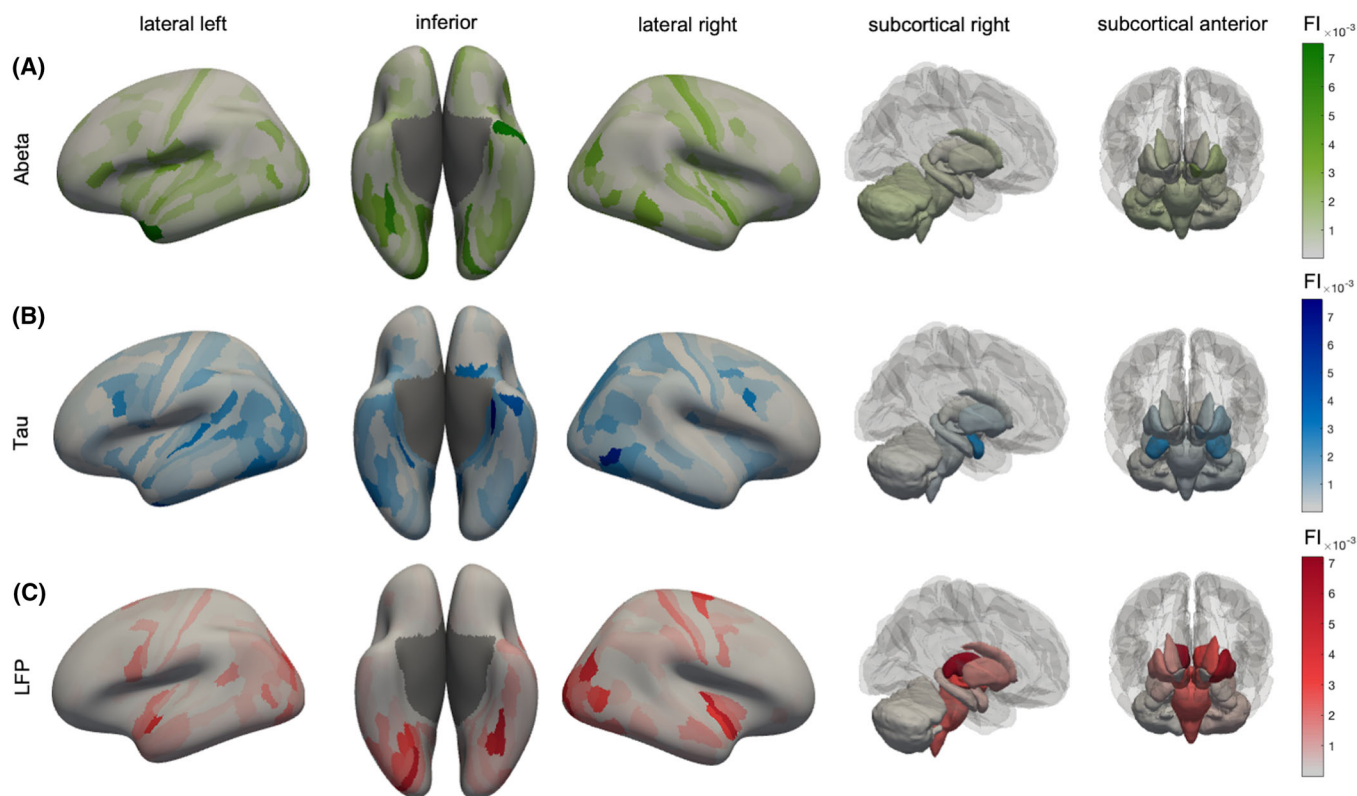 lateral left inferior lateral right subcortical right subcortical anterior
(A)
Abeta
FI ×10⁻³
7
6
5
4
3
2
1
(B)
Tau
FI ×10⁻³
7
6
5
4
3
2
1
(C)
LFP
FI ×10⁻³
7
6
5
4
3
2
1